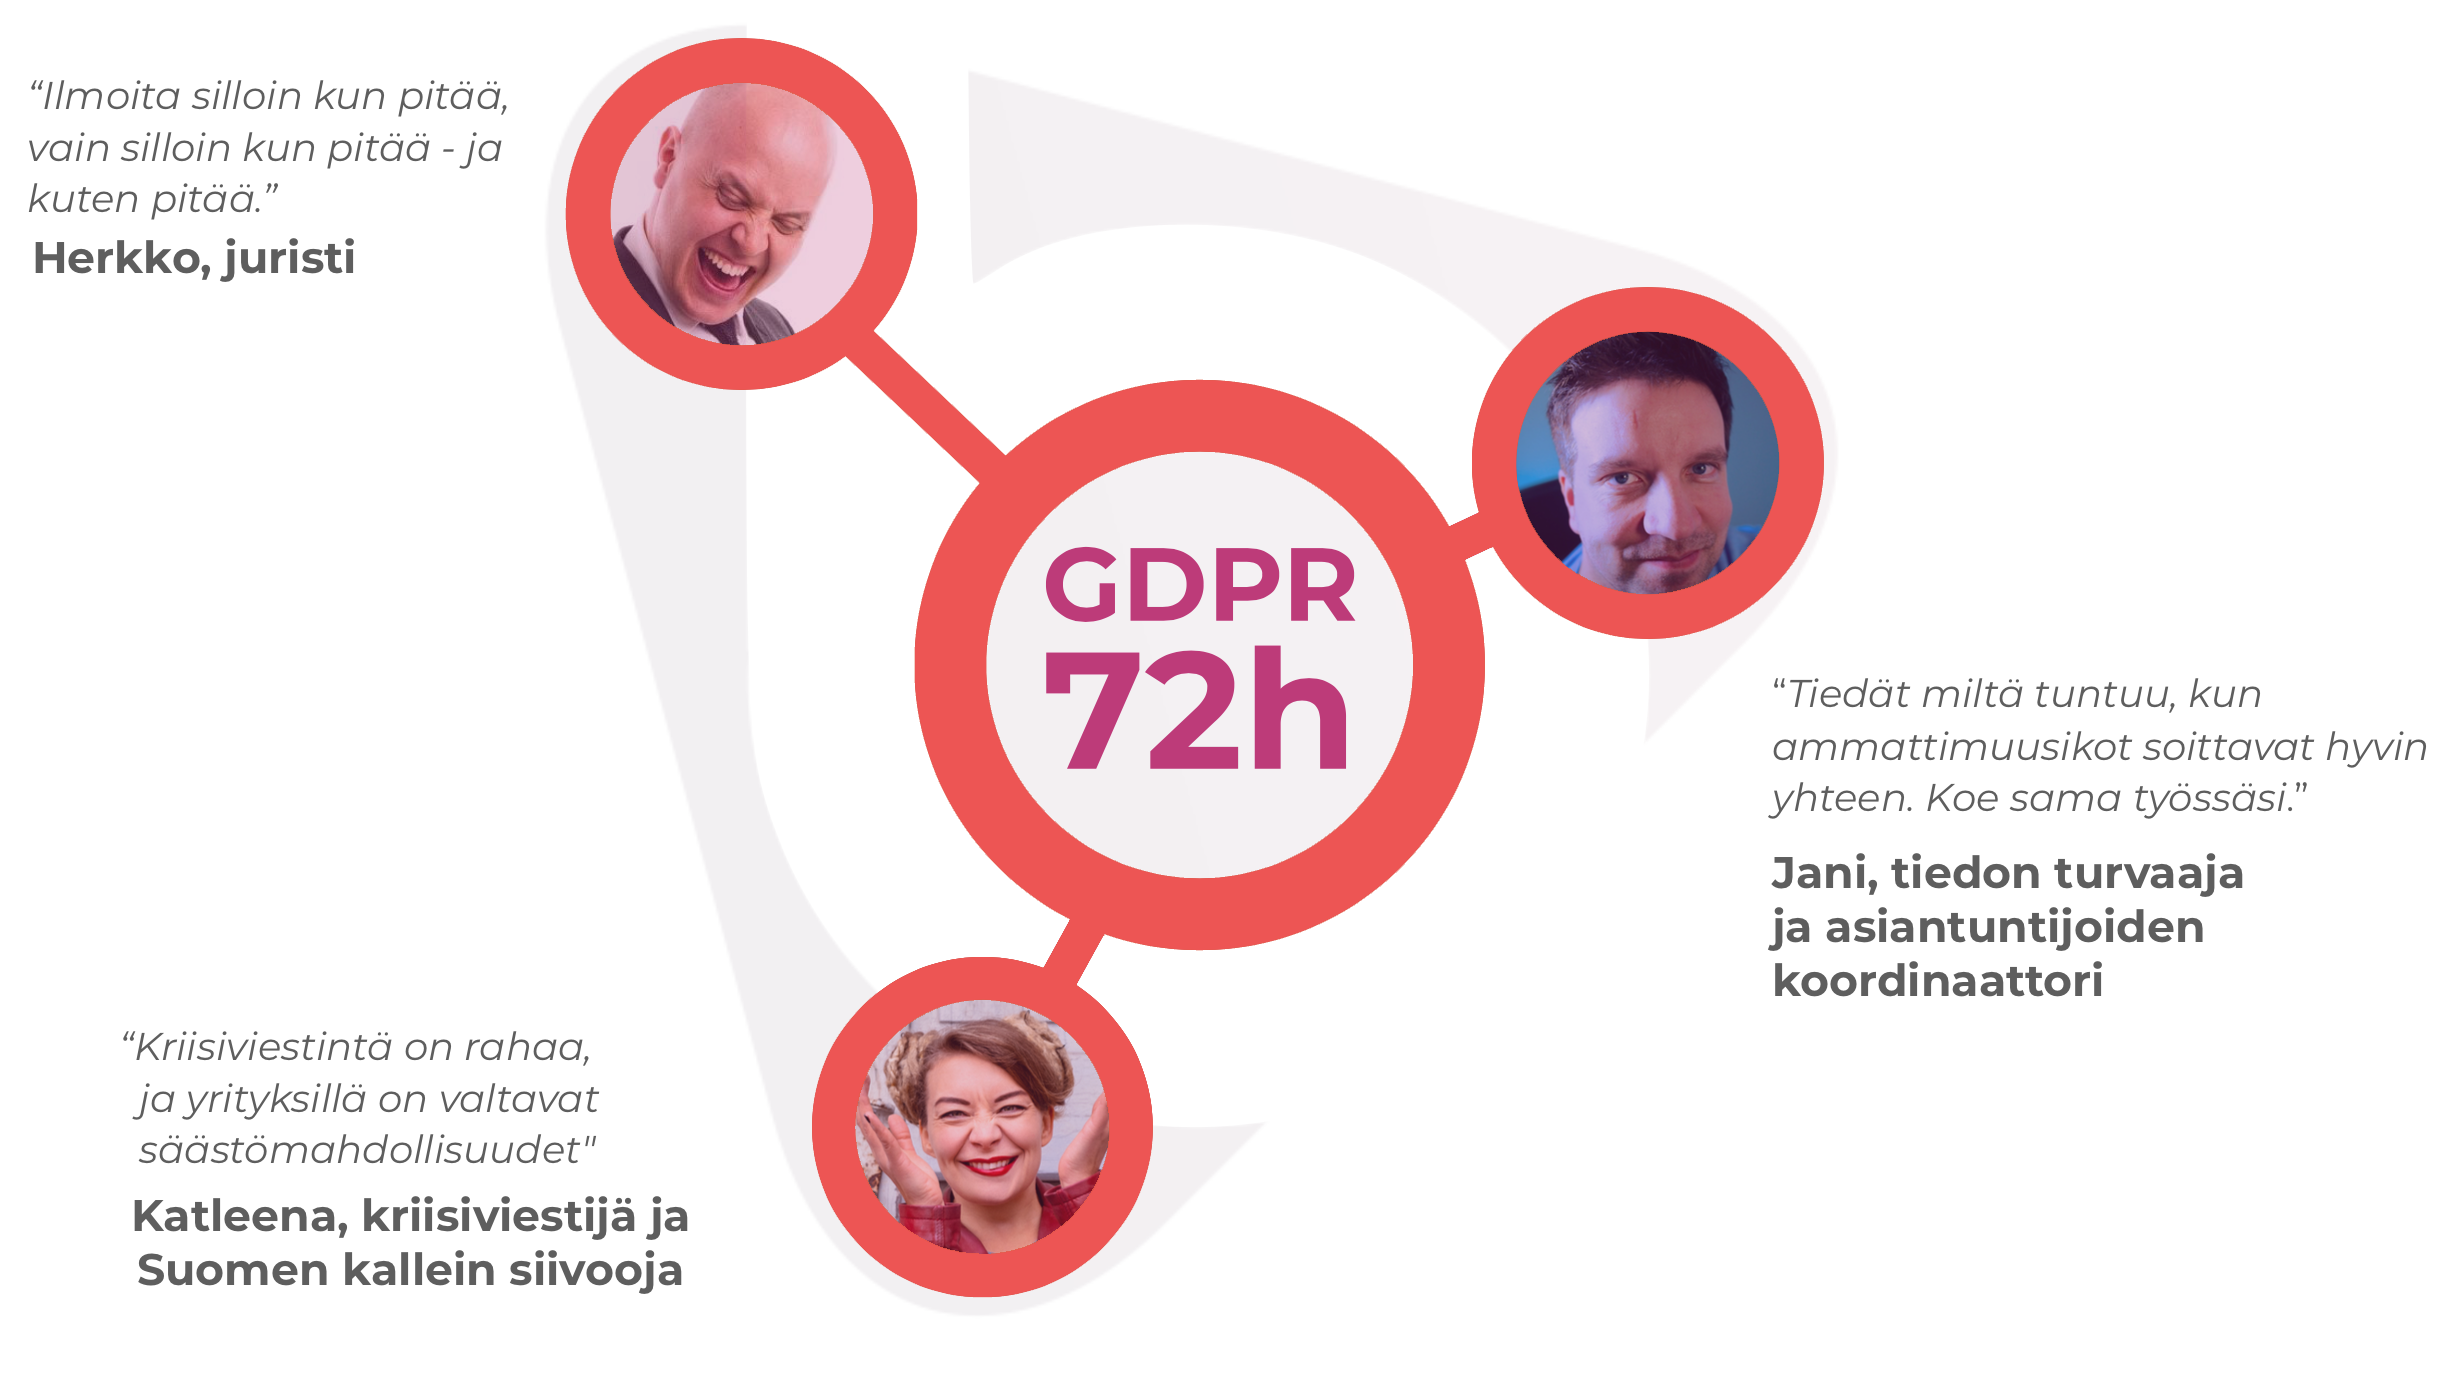 “Ilmoita silloin kun pitää,
vain silloin kun pitää - ja
kuten pitää.”
Herkko, juristi
GDPR
72h
“Tiedät miltä tuntuu, kun
ammattimuusikot soittavat hyvin
yhteen. Koe sama työssäsi.”
Jani, tiedon turvaaja
ja asiantuntijoiden
koordinaattori
“Kriisiviestintä on rahaa,
ja yrityksillä on valtavat
säästömahdollisuudet"
Katleena, kriisiviestijä ja
Suomen kallein siivooja